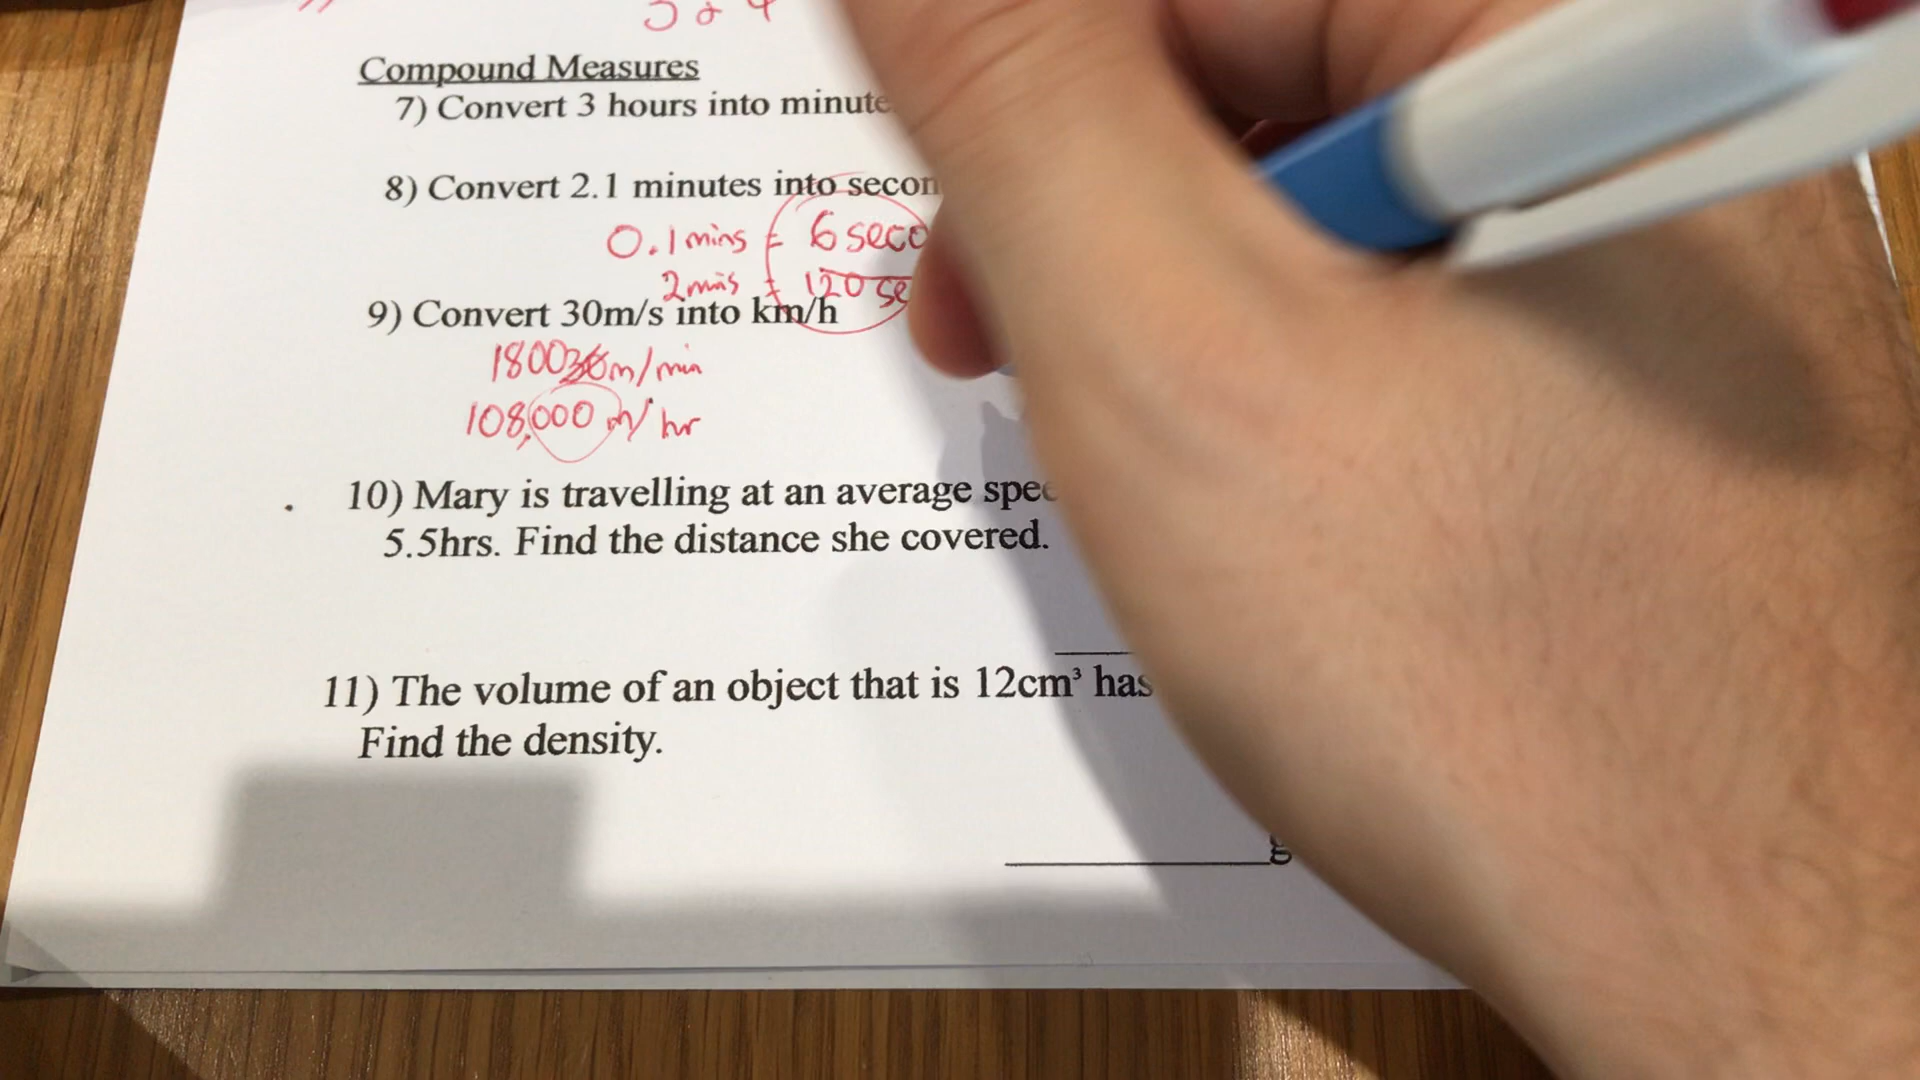 Compound Measures
7) Convert 3 hours into minute
8) Convert 2.1 minutes into secon
0.1 mins = 6 seco
2 mins = 120 se
9) Convert 30m/s into km/h
1800 m/min
108,000 m/hr
10) Mary is travelling at an average spee
5.5hrs. Find the distance she covered.
11) The volume of an object that is 12cm³ has
Find the density.
g